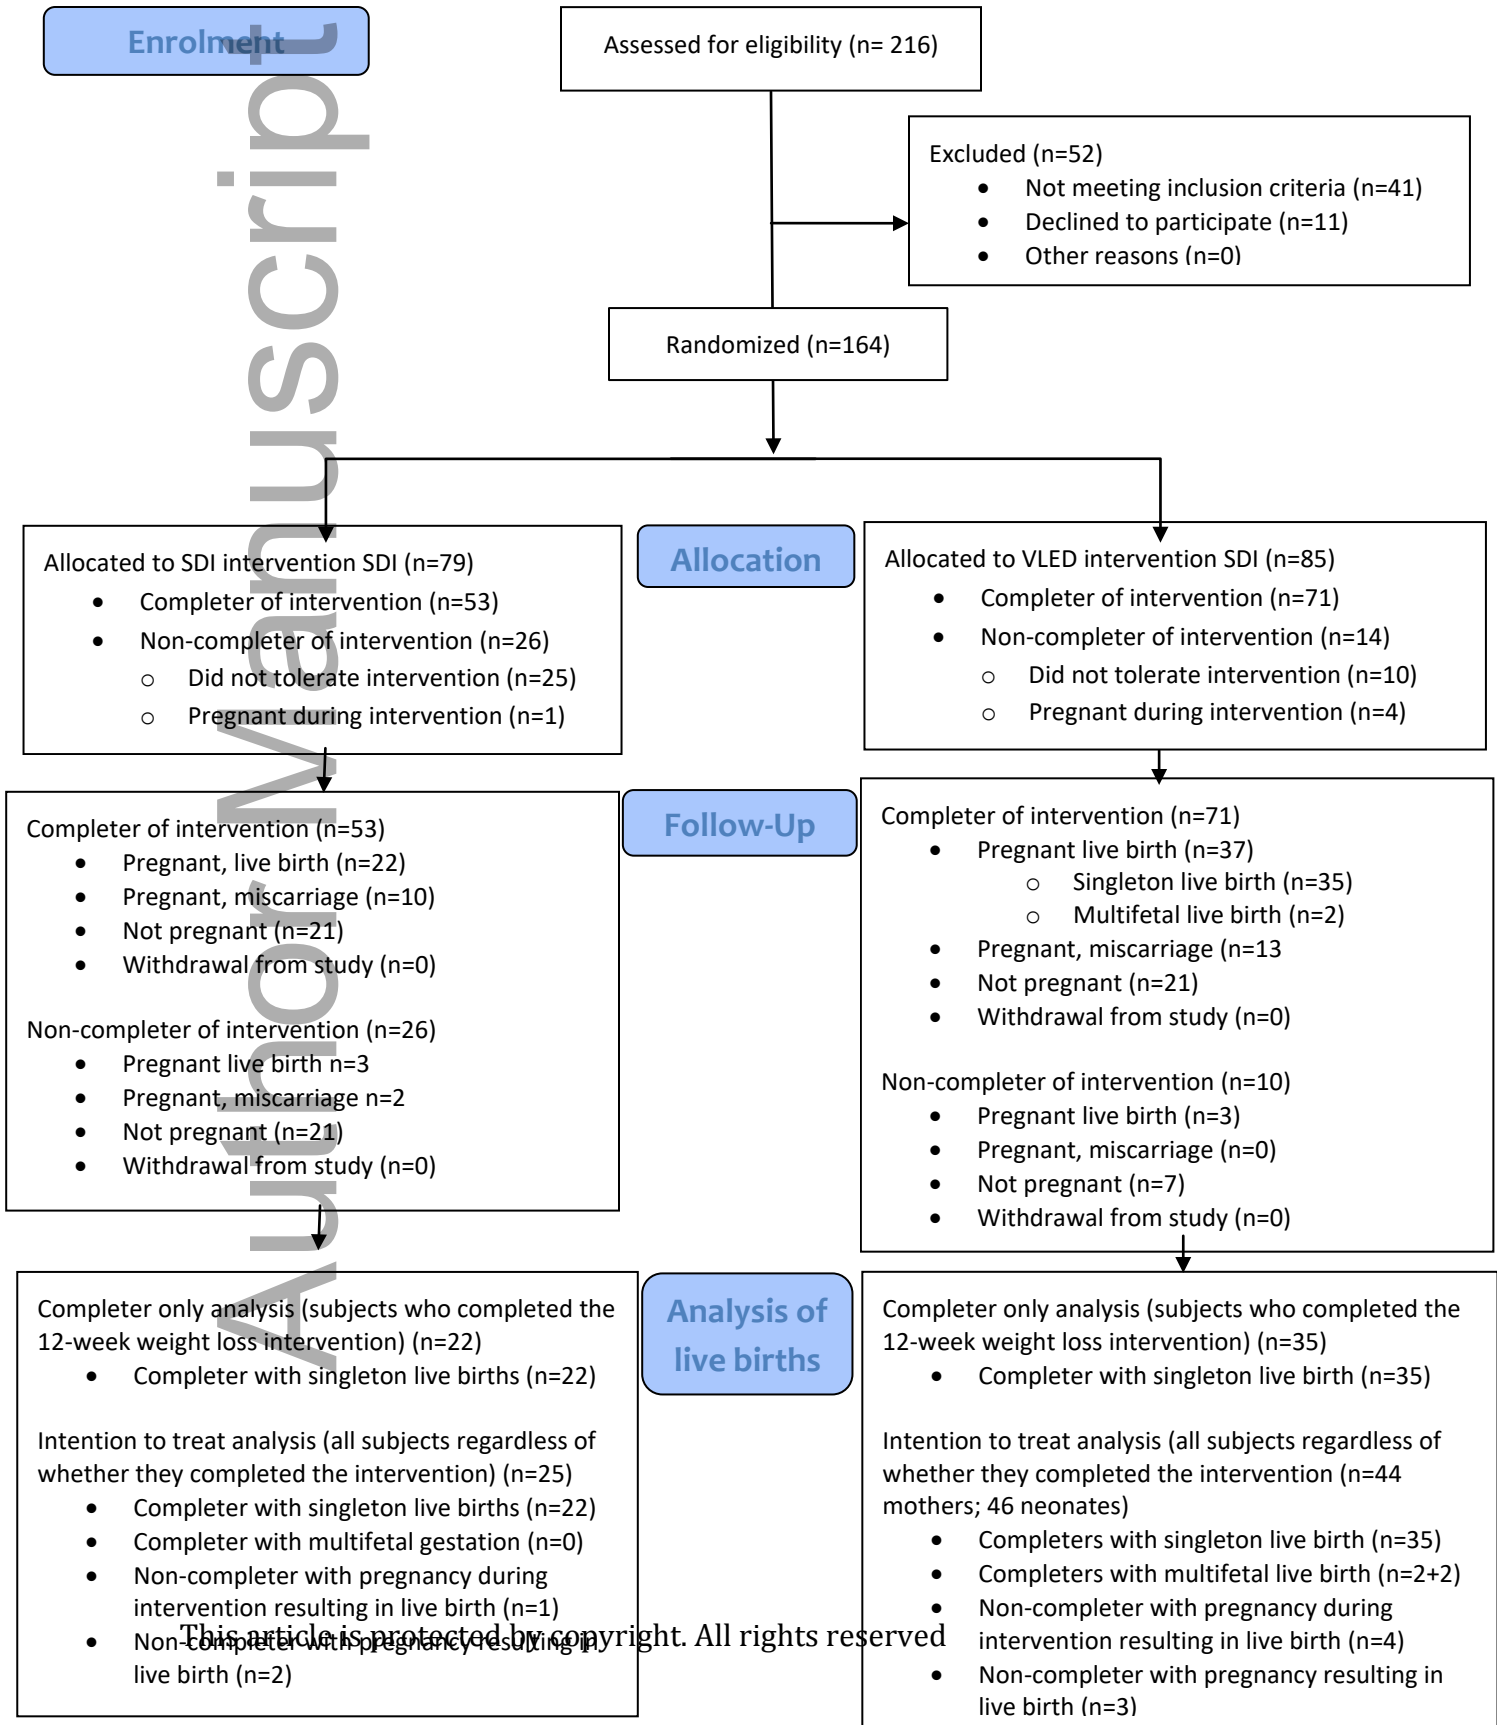 Enrolment
Assessed for eligibility (n= 216)
Excluded (n=52)
• Not meeting inclusion criteria (n=41)
• Declined to participate (n=11)
• Other reasons (n=0)
Randomized (n=164)
Allocation
Allocated to SDI intervention SDI (n=79)
• Completer of intervention (n=53)
• Non-completer of intervention (n=26)
o Did not tolerate intervention (n=25)
o Pregnant during intervention (n=1)
Allocated to VLED intervention SDI (n=85)
• Completer of intervention (n=71)
• Non-completer of intervention (n=14)
o Did not tolerate intervention (n=10)
o Pregnant during intervention (n=4)
Follow-Up
Completer of intervention (n=53)
• Pregnant, live birth (n=22)
• Pregnant, miscarriage (n=10)
• Not pregnant (n=21)
• Withdrawal from study (n=0)
Non-completer of intervention (n=26)
• Pregnant live birth n=3
• Pregnant, miscarriage n=2
• Not pregnant (n=21)
• Withdrawal from study (n=0)
Completer of intervention (n=71)
• Pregnant live birth (n=37)
o Singleton live birth (n=35)
o Multifetal live birth (n=2)
• Pregnant, miscarriage (n=13
• Not pregnant (n=21)
• Withdrawal from study (n=0)
Non-completer of intervention (n=10)
• Pregnant live birth (n=3)
• Pregnant, miscarriage (n=0)
• Not pregnant (n=7)
• Withdrawal from study (n=0)
Analysis of
live births
Completer only analysis (subjects who completed the
12-week weight loss intervention) (n=22)
• Completer with singleton live births (n=22)
Intention to treat analysis (all subjects regardless of
whether they completed the intervention) (n=25)
• Completer with singleton live births (n=22)
• Completer with multifetal gestation (n=0)
• Non-completer with pregnancy during
intervention resulting in live birth (n=1)
• Non-completer with pregnancy resulting in
live birth (n=2)
Completer only analysis (subjects who completed the
12-week weight loss intervention) (n=35)
• Completer with singleton live birth (n=35)
Intention to treat analysis (all subjects regardless of
whether they completed the intervention (n=44
mothers; 46 neonates)
• Completers with singleton live birth (n=35)
• Completers with multifetal live birth (n=2+2)
• Non-completer with pregnancy during
intervention resulting in live birth (n=4)
• Non-completer with pregnancy resulting in
live birth (n=3)
This article is protected by copyright. All rights reserved
Author Manuscript